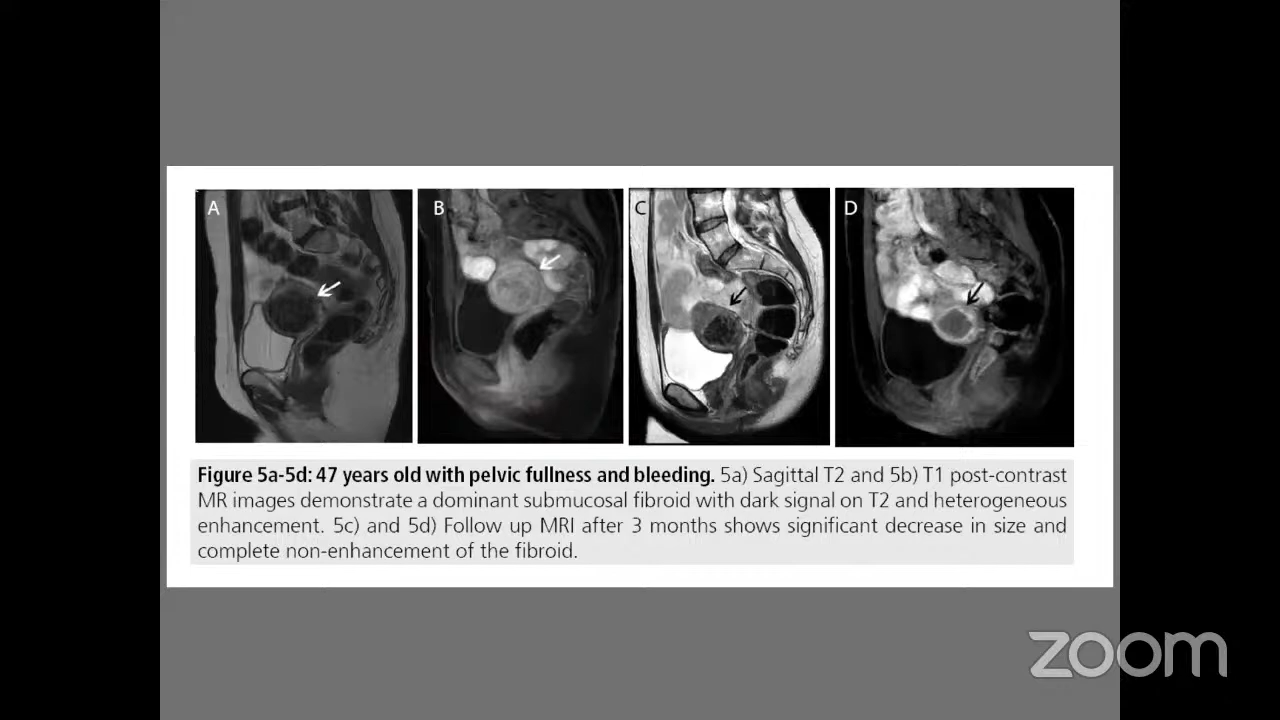 A B C D
Figure 5a-5d: 47 years old with pelvic fullness and bleeding. 5a) Sagittal T2 and 5b) T1 post-contrast
MR images demonstrate a dominant submucosal fibroid with dark signal on T2 and heterogeneous
enhancement. 5c) and 5d) Follow up MRI after 3 months shows significant decrease in size and
complete non-enhancement of the fibroid.
zoom